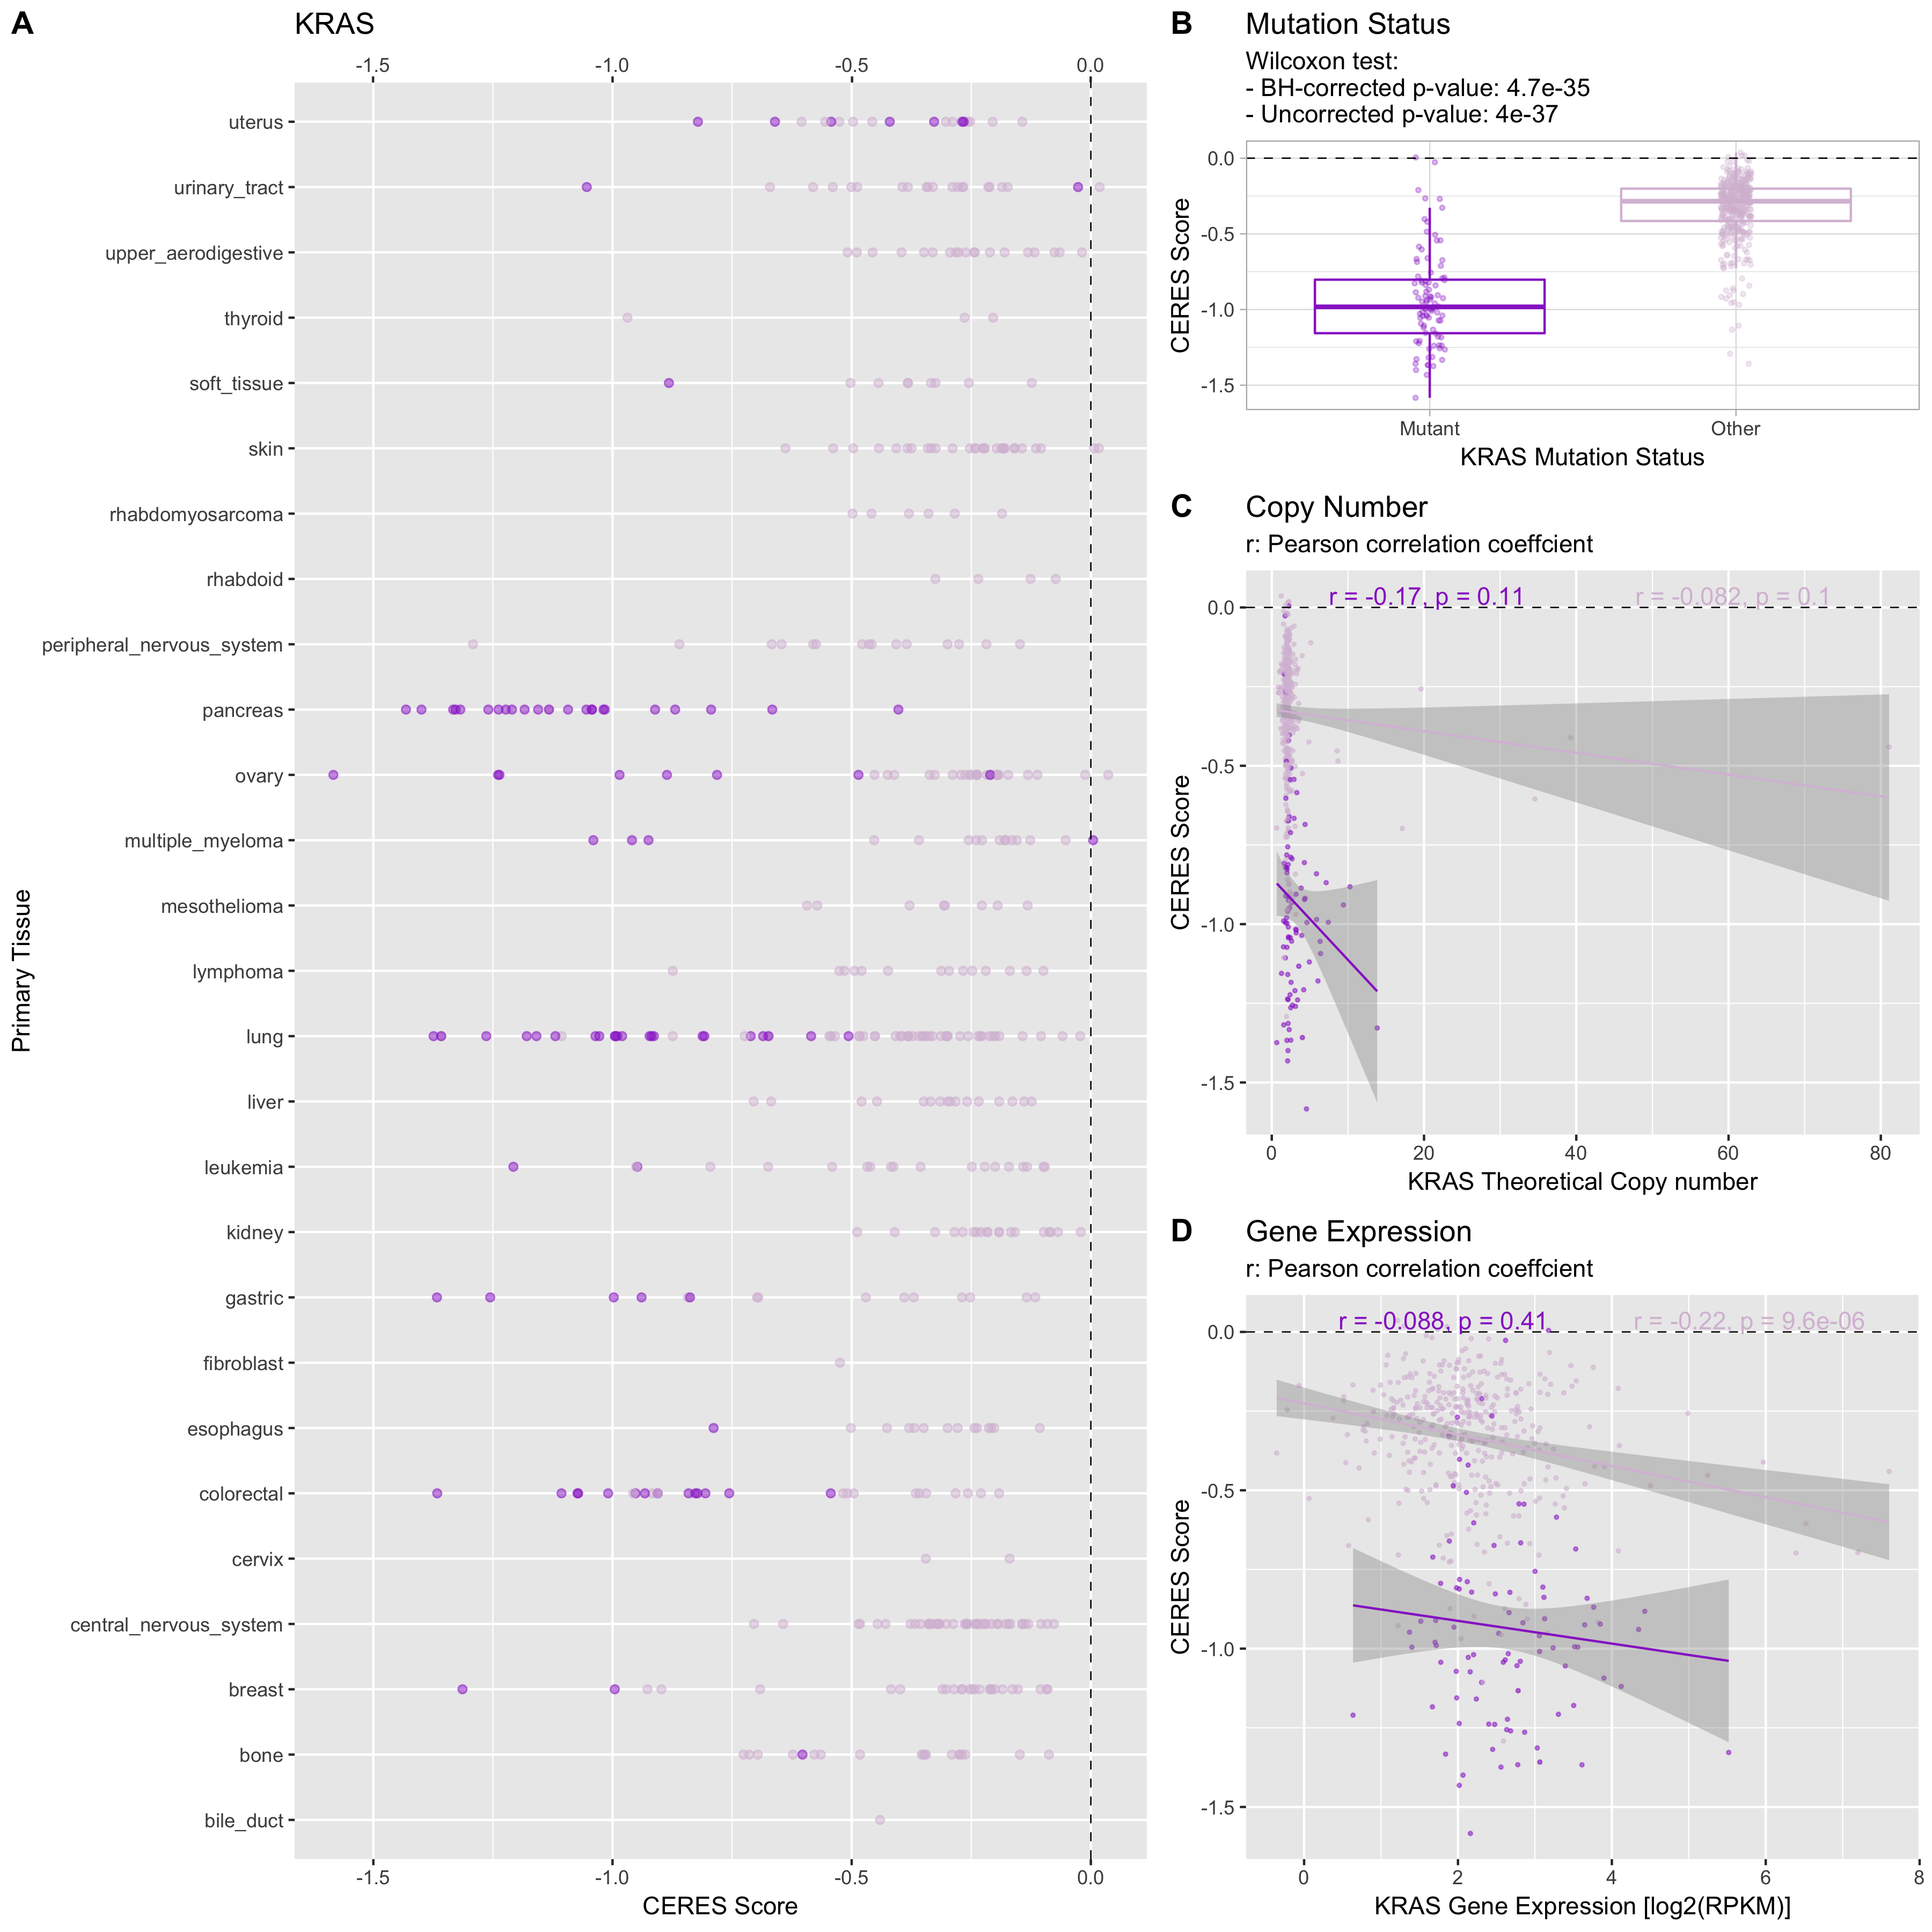 A
KRAS
-1.5 -1.0 -0.5 0.0
uterus
urinary_tract
upper_aerodigestive
thyroid
soft_tissue
skin
rhabdomyosarcoma
rhabdoid
peripheral_nervous_system
pancreas
ovary
multiple_myeloma
mesothelioma
lymphoma
lung
liver
leukemia
kidney
gastric
fibroblast
esophagus
colorectal
cervix
central_nervous_system
breast
bone
bile_duct
Primary Tissue
-1.5 -1.0 -0.5 0.0
CERES Score
B
Mutation Status
Wilcoxon test:
- BH-corrected p-value: 4.7e-35
- Uncorrected p-value: 4e-37
0.0
-0.5
-1.0
-1.5
CERES Score
Mutant Other
KRAS Mutation Status
C
Copy Number
r: Pearson correlation coeffcient
r = -0.17, p = 0.11 r = -0.082, p = 0.1
0.0
-0.5
-1.0
-1.5
CERES Score
0 20 40 60 80
KRAS Theoretical Copy number
D
Gene Expression
r: Pearson correlation coeffcient
r = -0.088, p = 0.41 r = -0.22, p = 9.6e-06
0.0
-0.5
-1.0
-1.5
CERES Score
0 2 4 6 8
KRAS Gene Expression [log2(RPKM)]